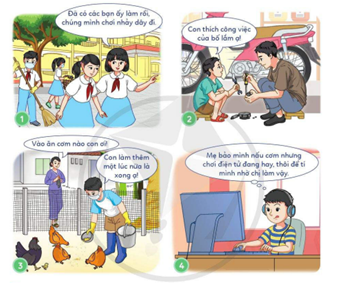 Đã có các bạn ấy làm rồi,
chúng mình chơi nhảy dây đi.
1
Con thích công việc
của bố lắm ạ!
2
Vào ăn cơm nào con ơi!
Con làm thêm
một lúc nữa là
xong ạ!
3
Mẹ bảo mình nấu cơm nhưng
chơi điện tử đang hay, thôi để tí
mình nhờ chị làm vậy.
4